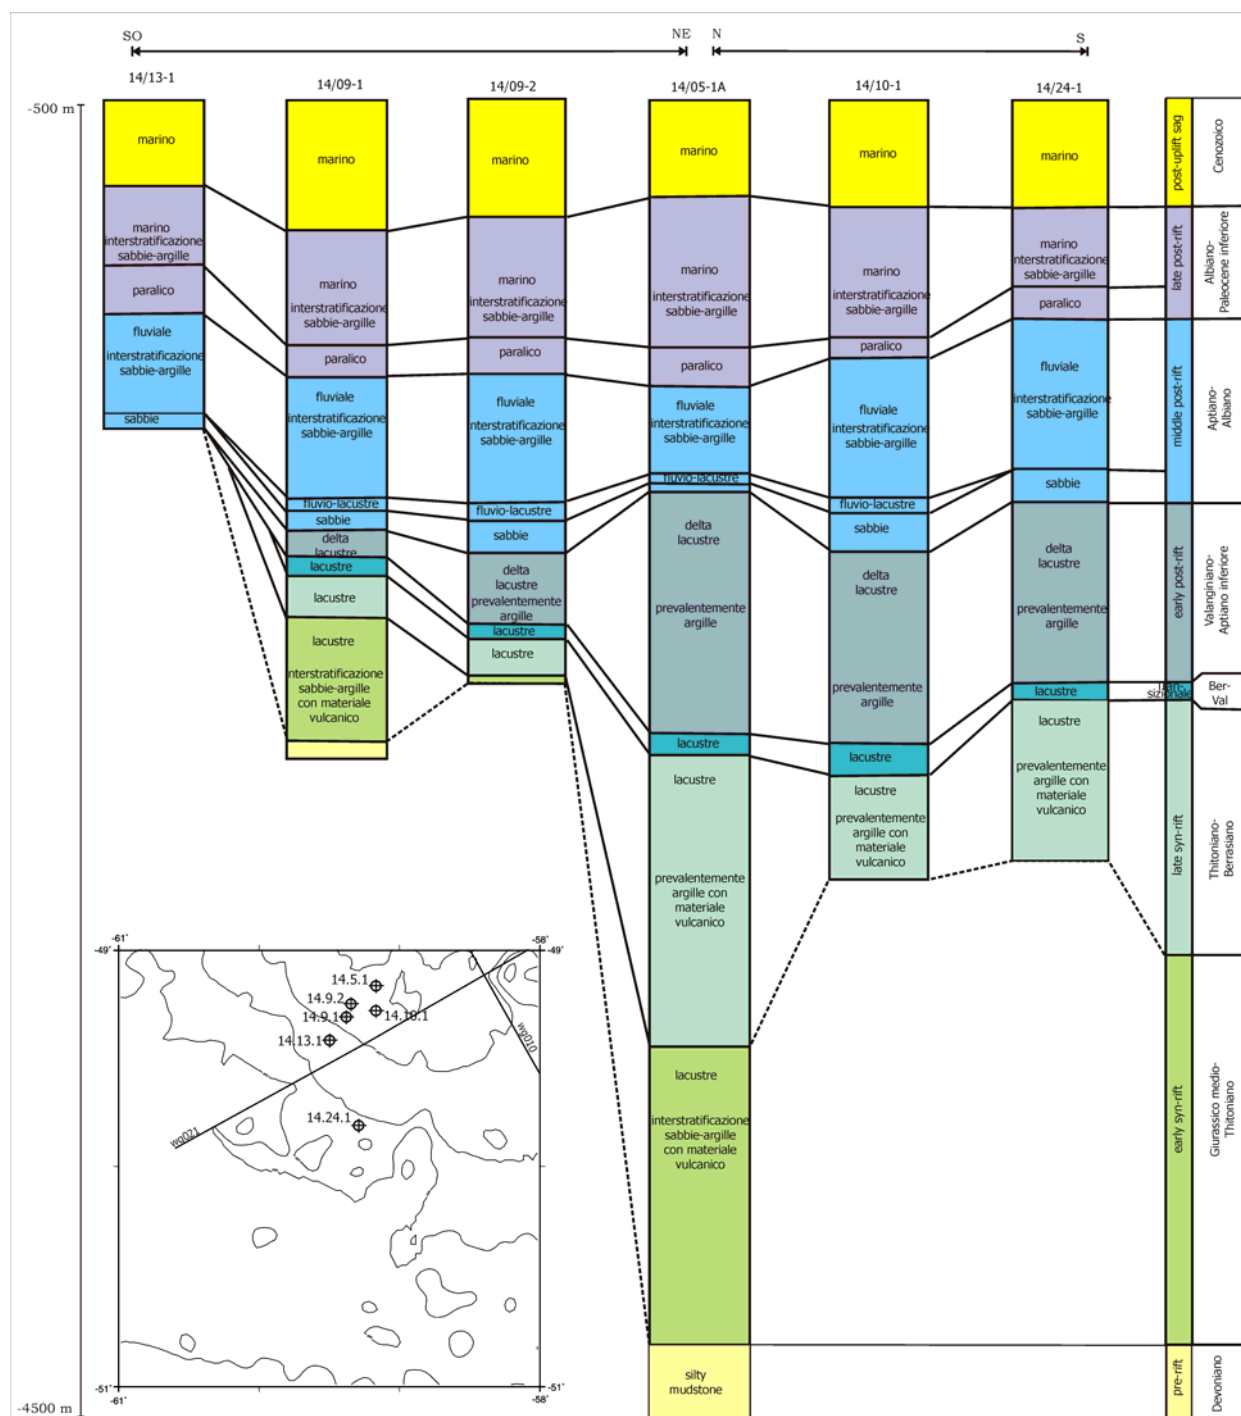 SO
NE
N
S
14/13-1
14/09-1
14/09-2
14/05-1A
14/10-1
14/24-1
-500 m
marino
marino
interstratificazione
sabbie-argille
paralico
fluviale
interstratificazione
sabbie-argille
sabbie
marino
marino
interstratificazione
sabbie-argille
paralico
fluviale
interstratificazione
sabbie-argille
fluvio-lacustre
sabbie
delta
lacustre
lacustre
lacustre
lacustre
nterstratificazione
sabbie-argille
con materiale
vulcanico
marino
marino
interstratificazione
sabbie-argille
paralico
fluviale
interstratificazione
sabbie-argille
fluvio-lacustre
sabbie
delta
lacustre
prevalentemente
argille
lacustre
lacustre
marino
marino
interstratificazione
sabbie-argille
paralico
fluviale
interstratificazione
sabbie-argille
fluvio-lacustre
delta
lacustre
prevalentemente
argille
lacustre
lacustre
prevalentemente
argille con
materiale
vulcanico
lacustre
interstratificazione
sabbie-argille
con materiale
vulcanico
silty
mudstone
marino
marino
interstratificazione
sabbie-argille
paralico
fluviale
interstratificazione
sabbie-argille
fluvio-lacustre
sabbie
delta
lacustre
prevalentemente
argille
lacustre
lacustre
prevalentemente
argille con
materiale
vulcanico
marino
marino
nterstratificazione
sabbie-argille
paralico
fluviale
interstratificazione
sabbie-argille
sabbie
delta
lacustre
prevalentemente
argille
lacustre
lacustre
prevalentemente
argille con
materiale
vulcanico
post-uplift sag
late post-rift
middle post-rift
early post-rift
sizionale
late syn-rift
early syn-rift
pre-rift
Cenozoico
Albiano-
Paleocene inferiore
Aptiano-
Albiano
Valanginiano-
Aptiano inferiore
Ber-
Val
Thitoniano-
Berrasiano
Giurassico medio-
Thitoniano
Devoniano
-61°
-58°
-49°
-49°
14.5.1
14.9.2
14.9.1
14.10.1
14.13.1
14.24.1
wg010
wg021
-51°
-51°
-61°
-58°
-4500 m